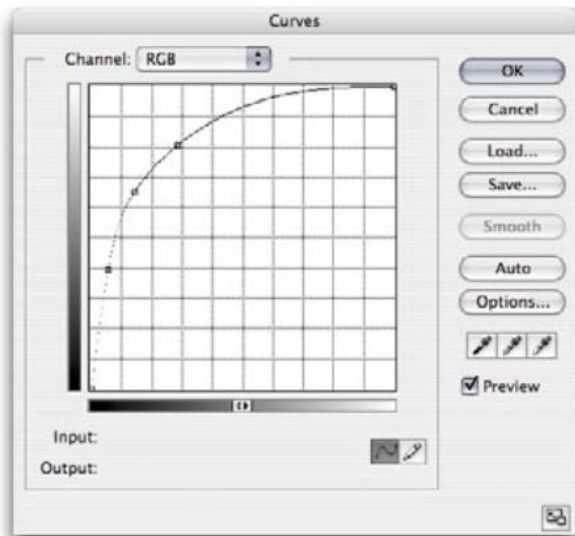 Curves
Channel: RGB
OK
Cancel
Load...
Save...
Smooth
Auto
Options...
Preview
Input:
Output: